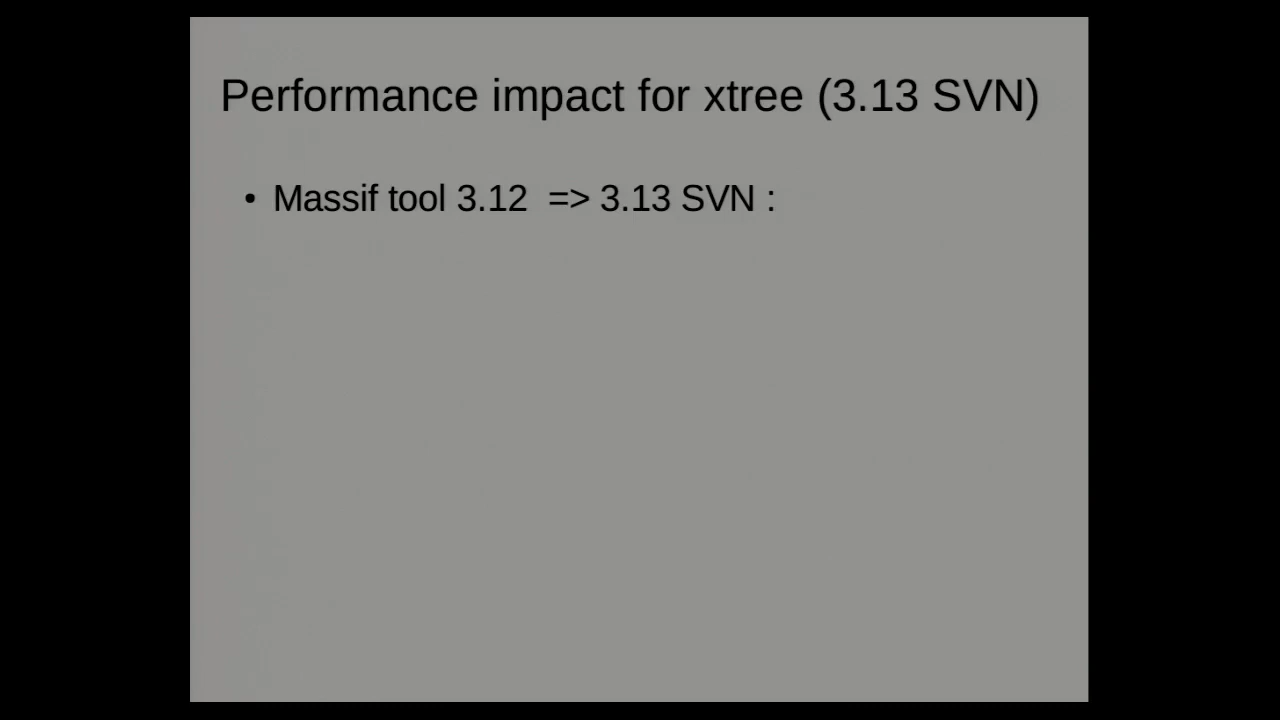 Performance impact for xtree (3.13 SVN)
• Massif tool 3.12  => 3.13 SVN :